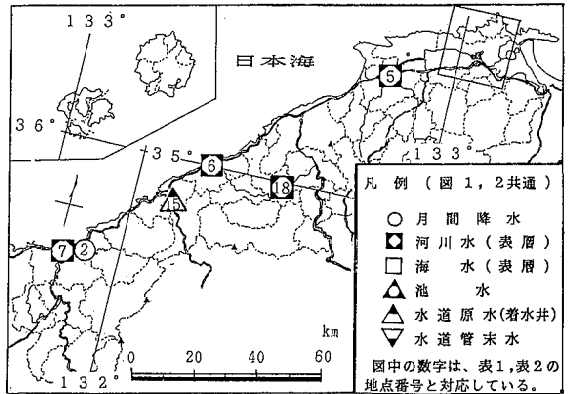 133°
日本海
36°
5
133°
35°
6
18
15
7
2
132°
km
0 20 40 60
凡例(図1,2共通)
月間降水
河川水(表層)
海水(表層)
池水
水道原水(着水井)
水道管末水
図中の数字は、表1,表2の
地点番号と対応している。